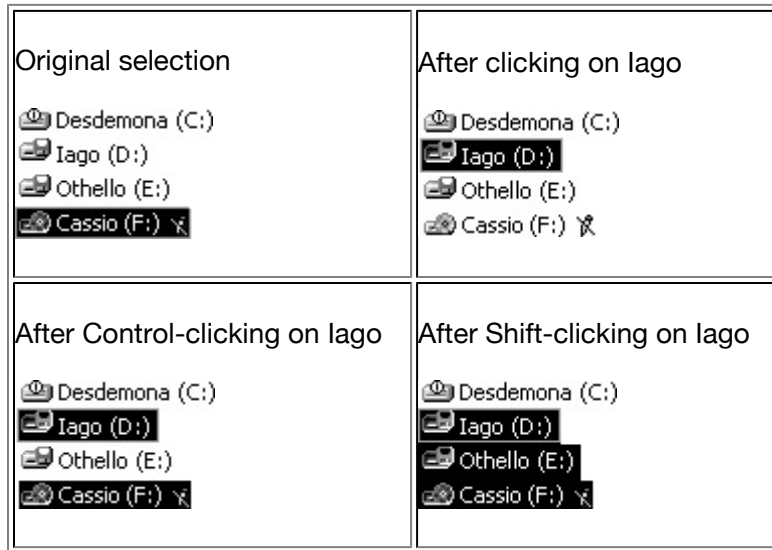 Original selection
Desdemona (C:)
Iago (D:)
Othello (E:)
Cassio (F:)
After clicking on Iago
Desdemona (C:)
Iago (D:)
Othello (E:)
Cassio (F:)
After Control-clicking on Iago
Desdemona (C:)
Iago (D:)
Othello (E:)
Cassio (F:)
After Shift-clicking on Iago
Desdemona (C:)
Iago (D:)
Othello (E:)
Cassio (F:)